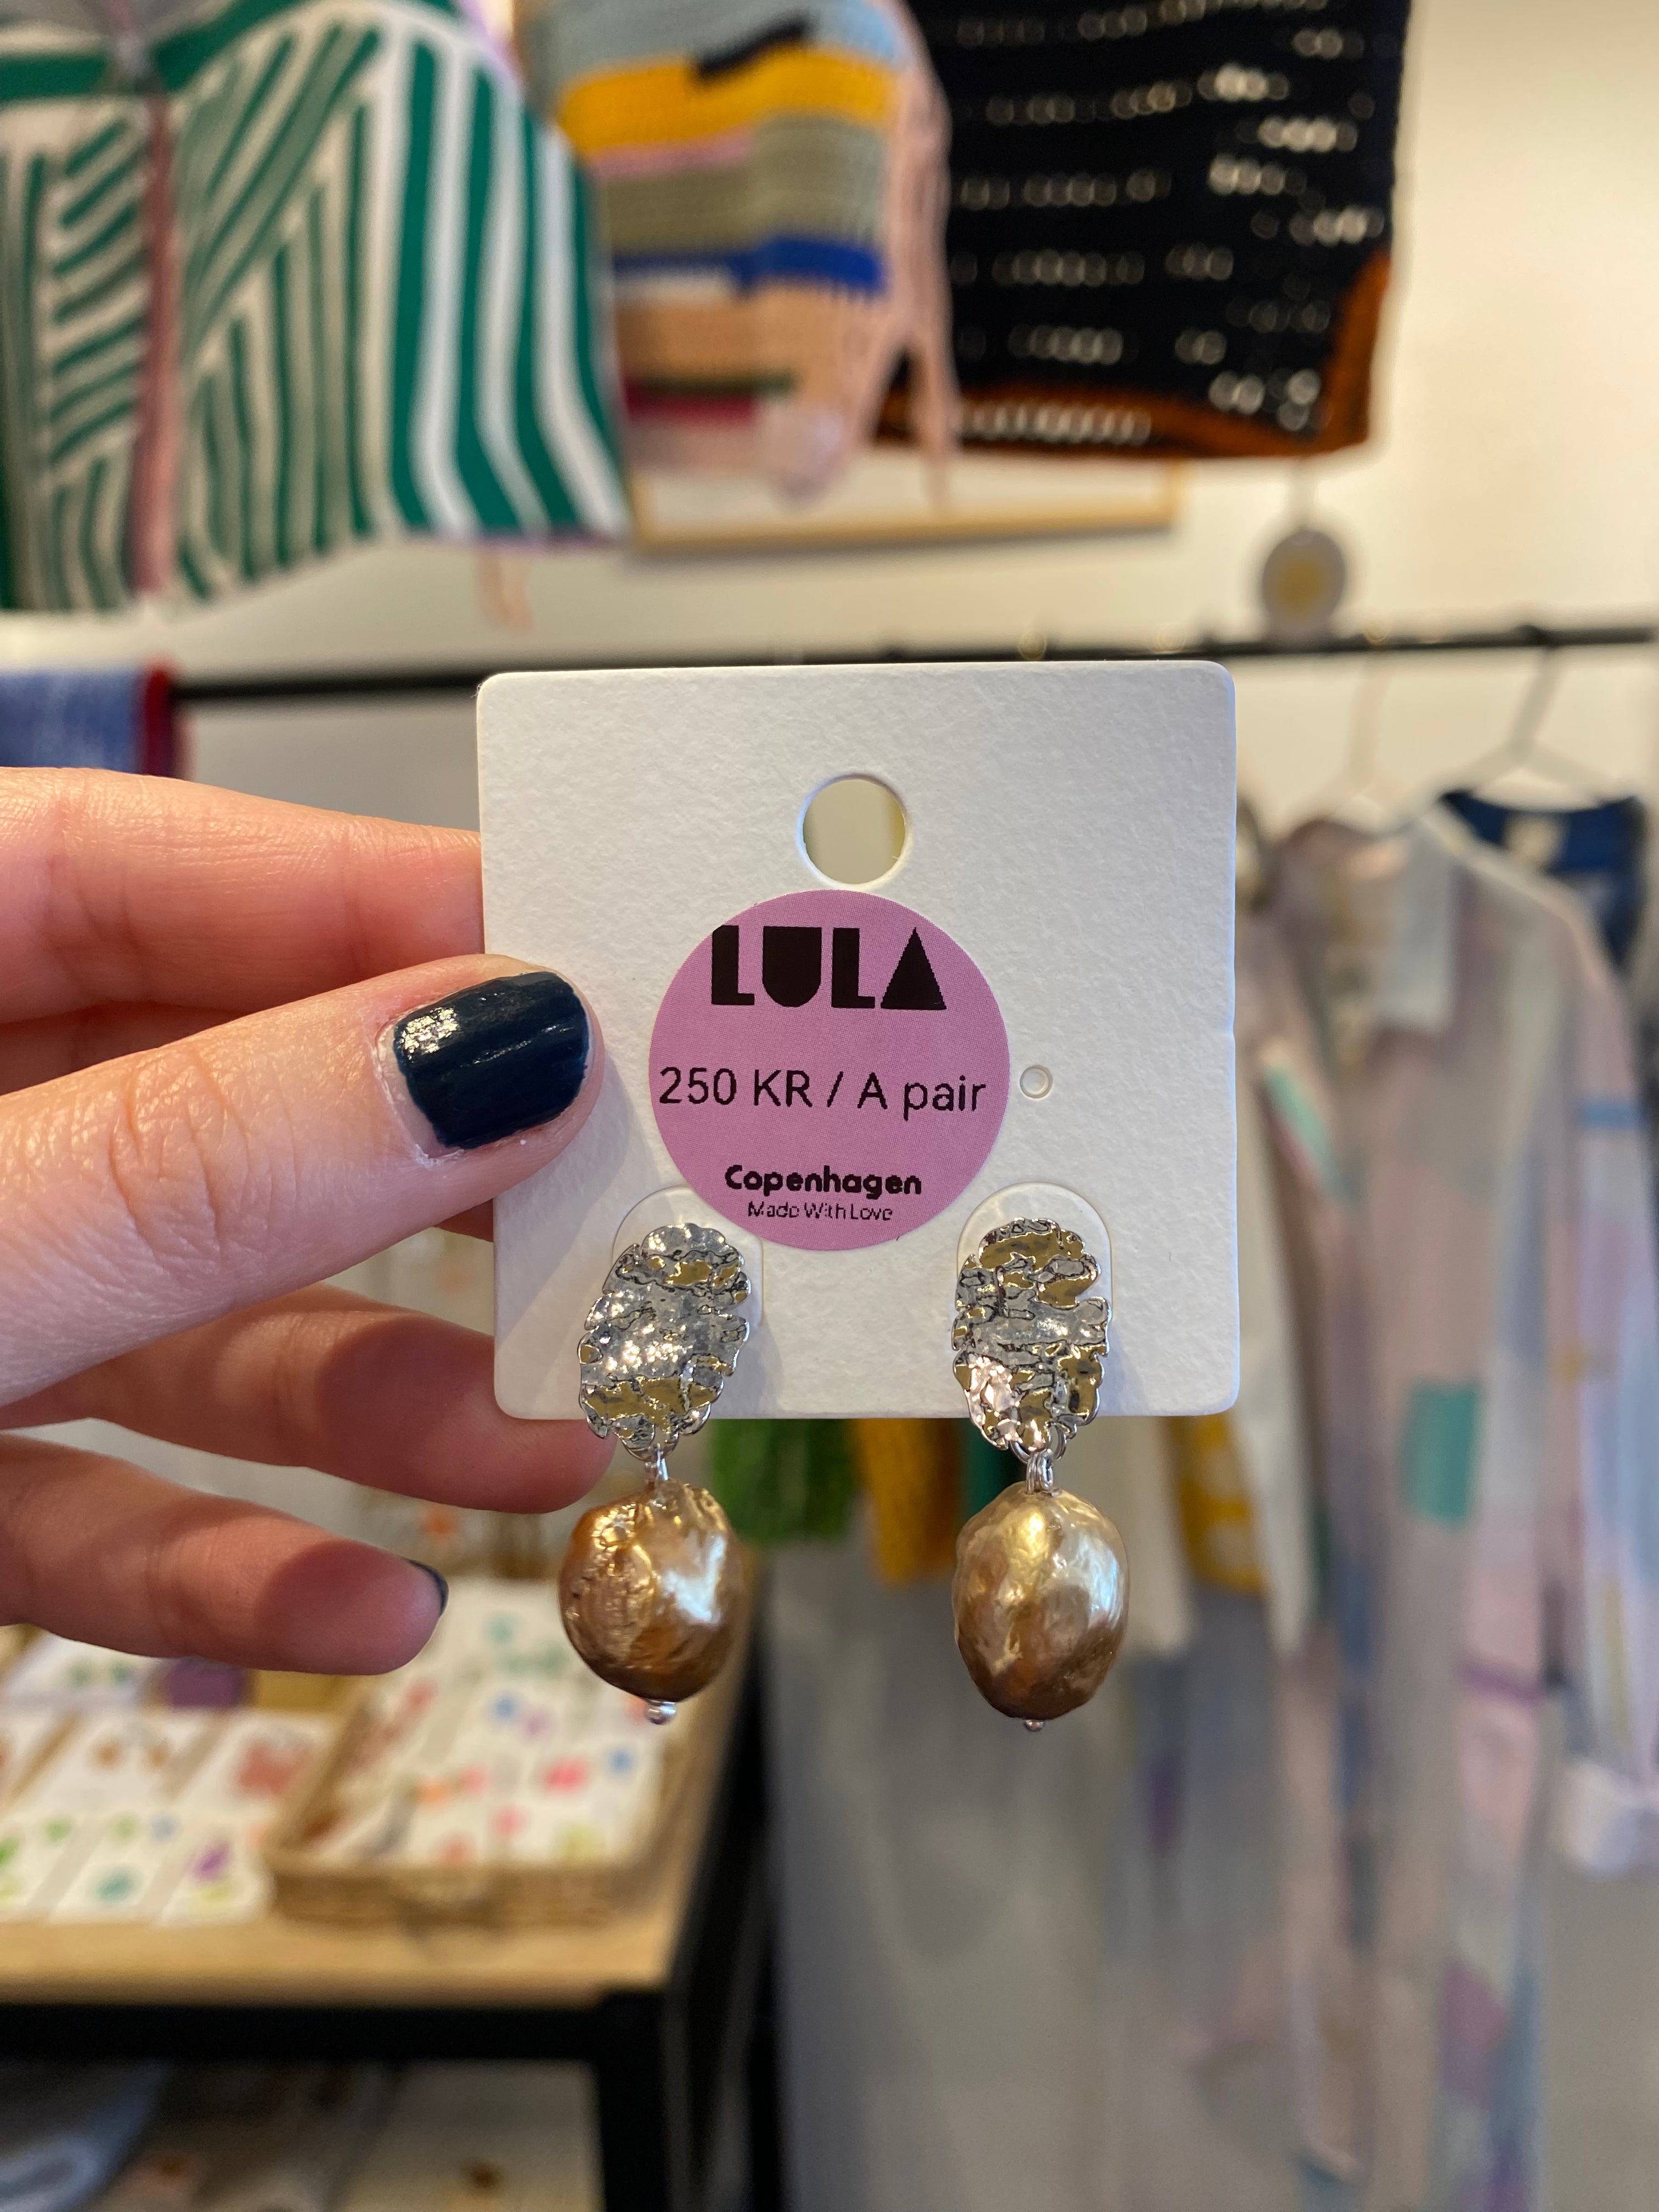 LULA
250 KR / A pair
Copenhagen
Made With Love